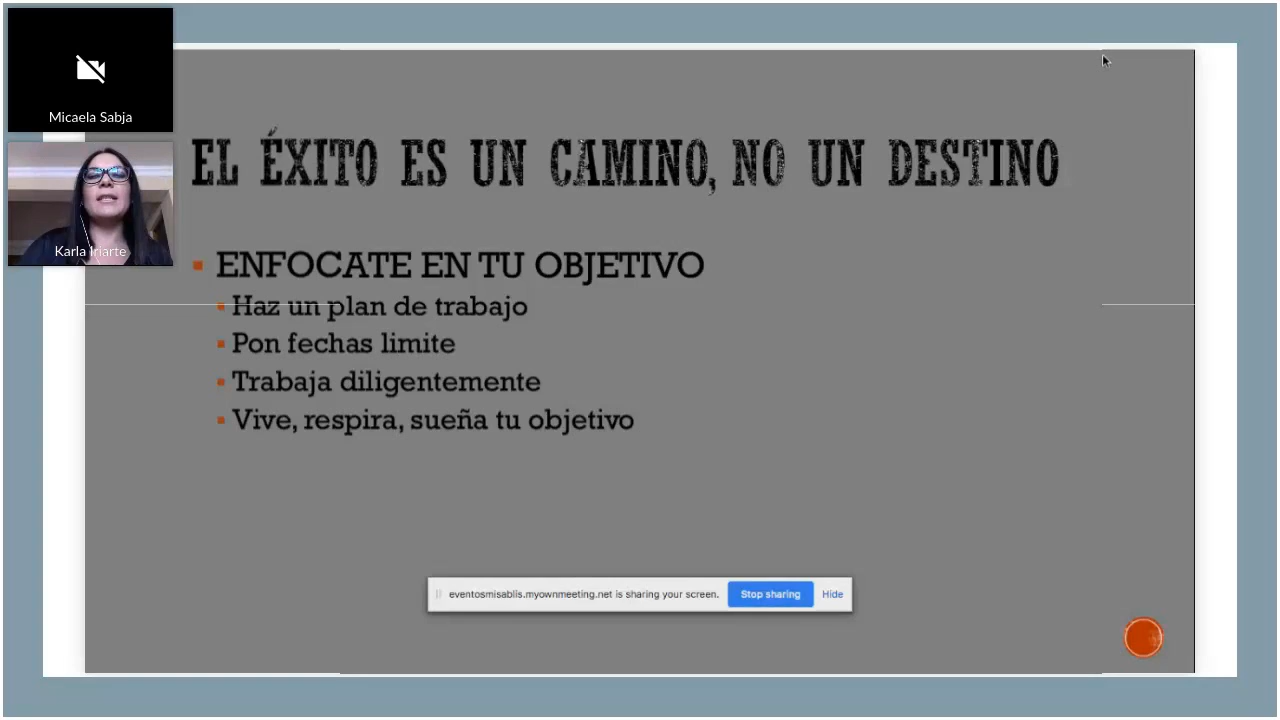 Micaela Sabja
Karla Iriarte
EL ÉXITO ES UN CAMINO, NO UN DESTINO
ENFOCATE EN TU OBJETIVO
Haz un plan de trabajo
Pon fechas limite
Trabaja diligentemente
Vive, respira, sueña tu objetivo
eventosmisablis.myownmeeting.net is sharing your screen. Stop sharing Hide